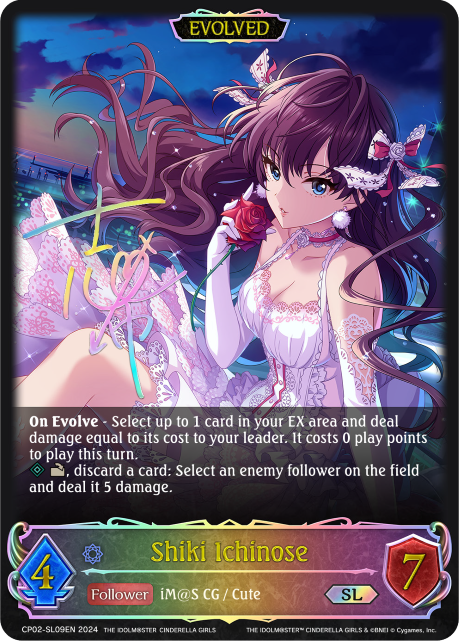 EVOLVED
On Evolve - Select up to 1 card in your EX area and deal
damage equal to its cost to your leader. It costs 0 play points
to play this turn.
, discard a card: Select an enemy follower on the field
and deal it 5 damage.
Shiki Ichinose
4
7
Follower iM@S CG / Cute
SL
CP02-SL09EN 2024 THE IDOLM@STER CINDERELLA GIRLS THE IDOLM@STER™ CINDERELLA GIRLS & ©BNEI © Cygames, Inc.